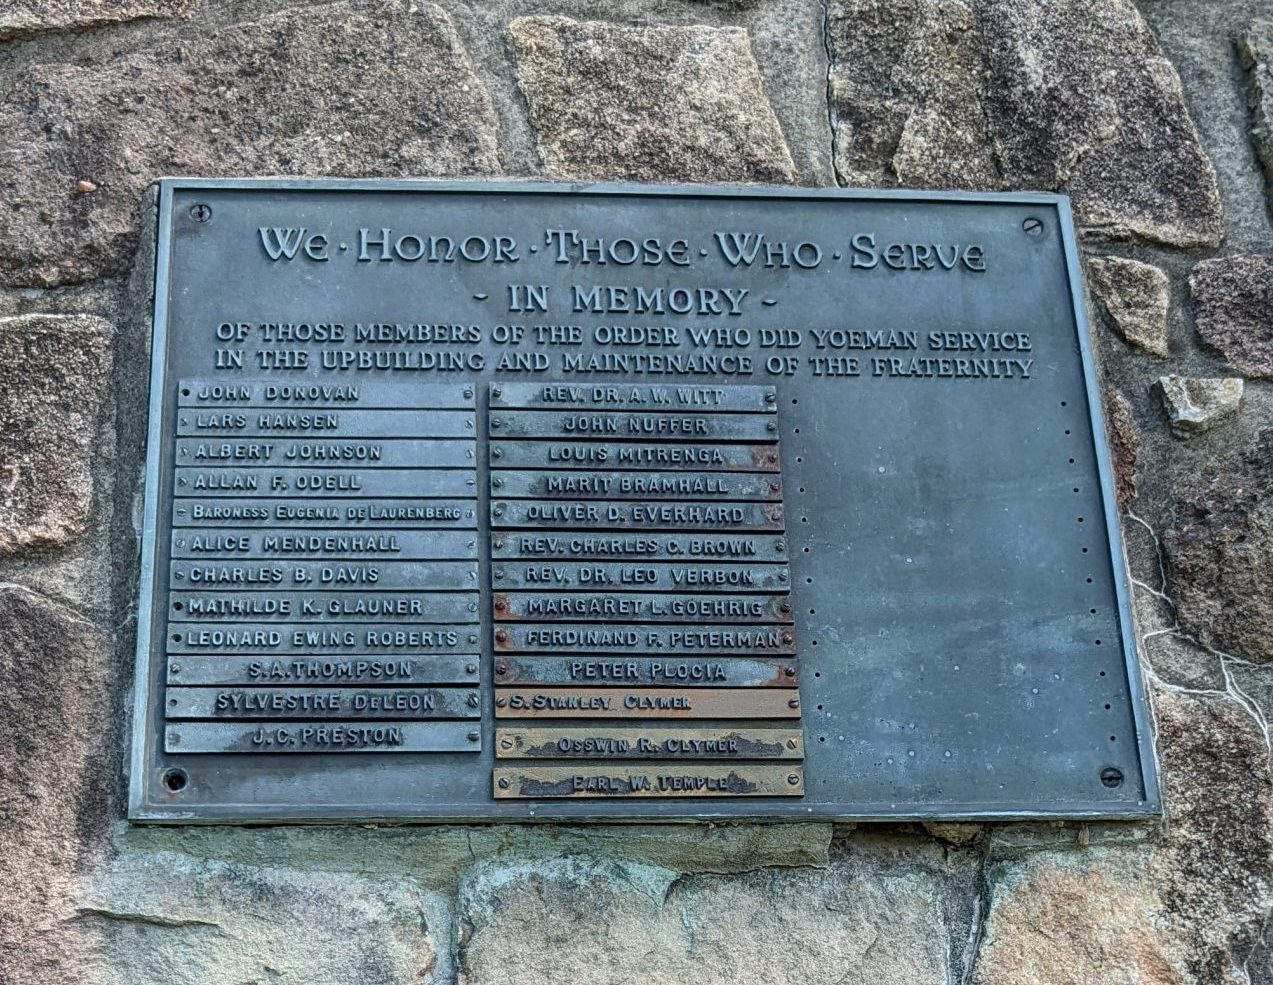 We · Honor · Those · Who · Serve
~ in Memory ~
of those members of the order who did yoeman service
in the upbuilding and maintenance of the fraternity
JOHN DONOVAN
LARS HANSEN
ALBERT JOHNSON
ALLAN F. ODELL
BARONESS EUGENIA DE LAURENBERG
ALICE MENDENHALL
CHARLES B. DAVIS
MATHILDE K. GLAUNER
LEONARD EWING ROBERTS
S.A. THOMPSON
SYLVESTRE DeLEON
J.C. PRESTON
REV. DR. A. W. WITT
JOHN NUFFER
LOUIS MITRENGA
MARIT BRAMHALL
OLIVER D. EVERHARD
REV. CHARLES C. BROWN
REV. DR. LEO VERBON
MARGARET L. GOEHRIG
FERDINAND F. PETERMAN
PETER PLOCIA
S. STANLEY CLYMER
OSSWIN R. CLYMER
EARL W. TEMPLE